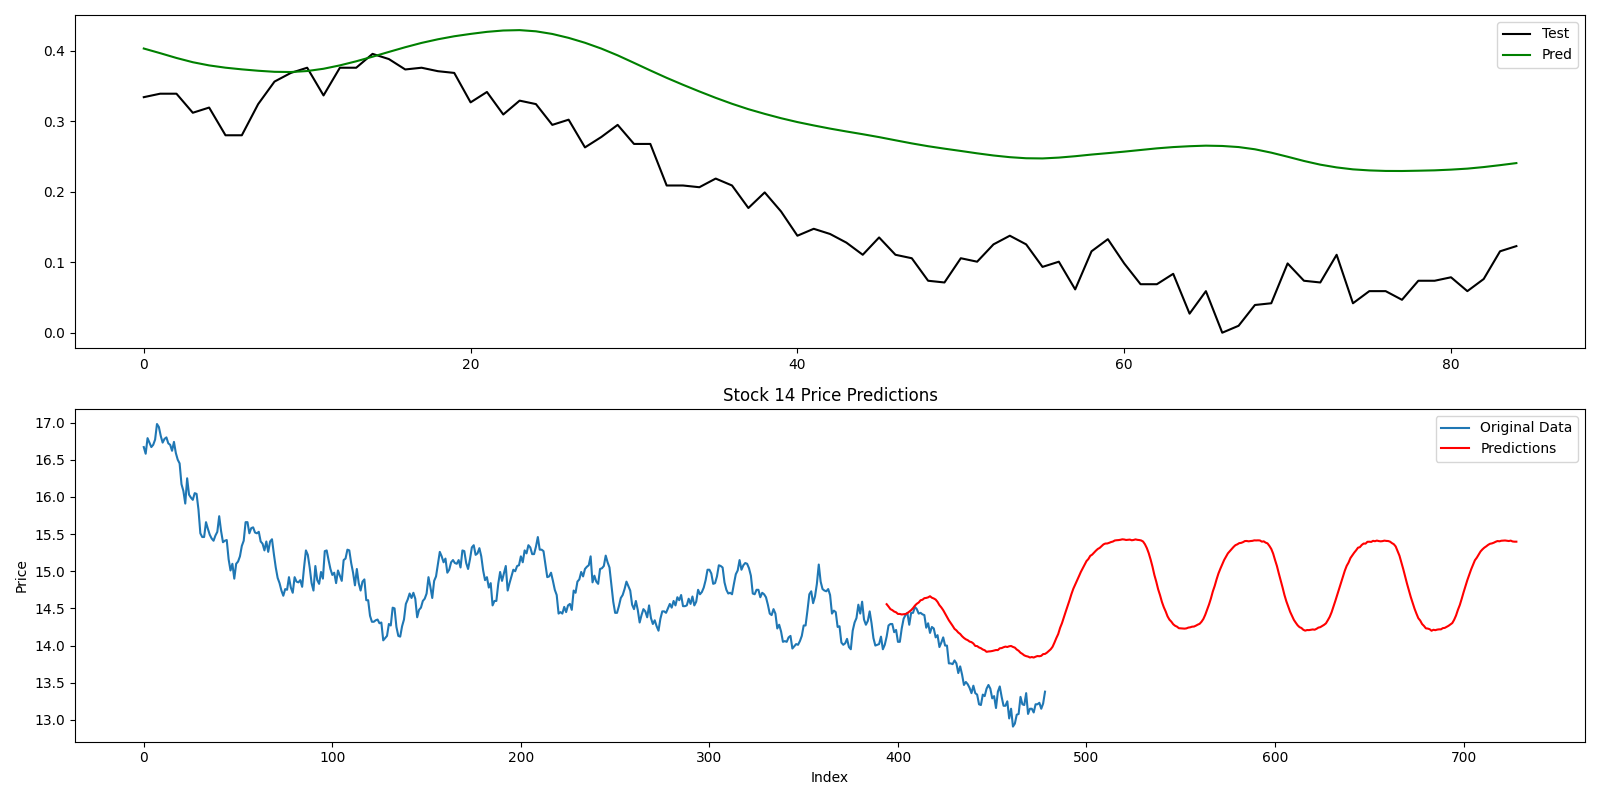 0.4
0.3
0.2
0.1
0.0
Test
Pred
0 20 40 60 80
Stock 14 Price Predictions
17.0
16.5
16.0
15.5
15.0
14.5
14.0
13.5
13.0
Price
Original Data
Predictions
0 100 200 300 400 500 600 700
Index